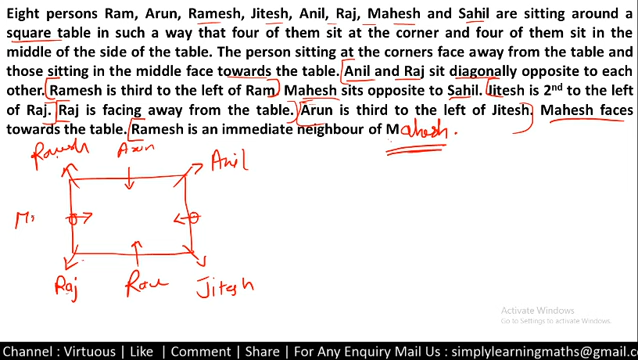 Eight persons Ram, Arun, Ramesh, Jitesh, Anil, Raj, Mahesh and Sahil are sitting around a
square table in such a way that four of them sit at the corner and four of them sit in the
middle of the side of the table. The person sitting at the corners face away from the table and
those sitting in the middle face towards the table. Anil and Raj sit diagonally opposite to each
other. Ramesh is third to the left of Ram. Mahesh sits opposite to Sahil. Jitesh is 2nd to the left
of Raj. Raj is facing away from the table. Arun is third to the left of Jitesh. Mahesh faces
towards the table. Ramesh is an immediate neighbour of Mahesh.
Anil
M
Raj
Jitesh
Activate Windows
Go to Settings to activate Windows.
Channel : Virtuous | Like | Comment | Share | For Any Enquiry Mail Us : simplylearningmaths@gmail.co